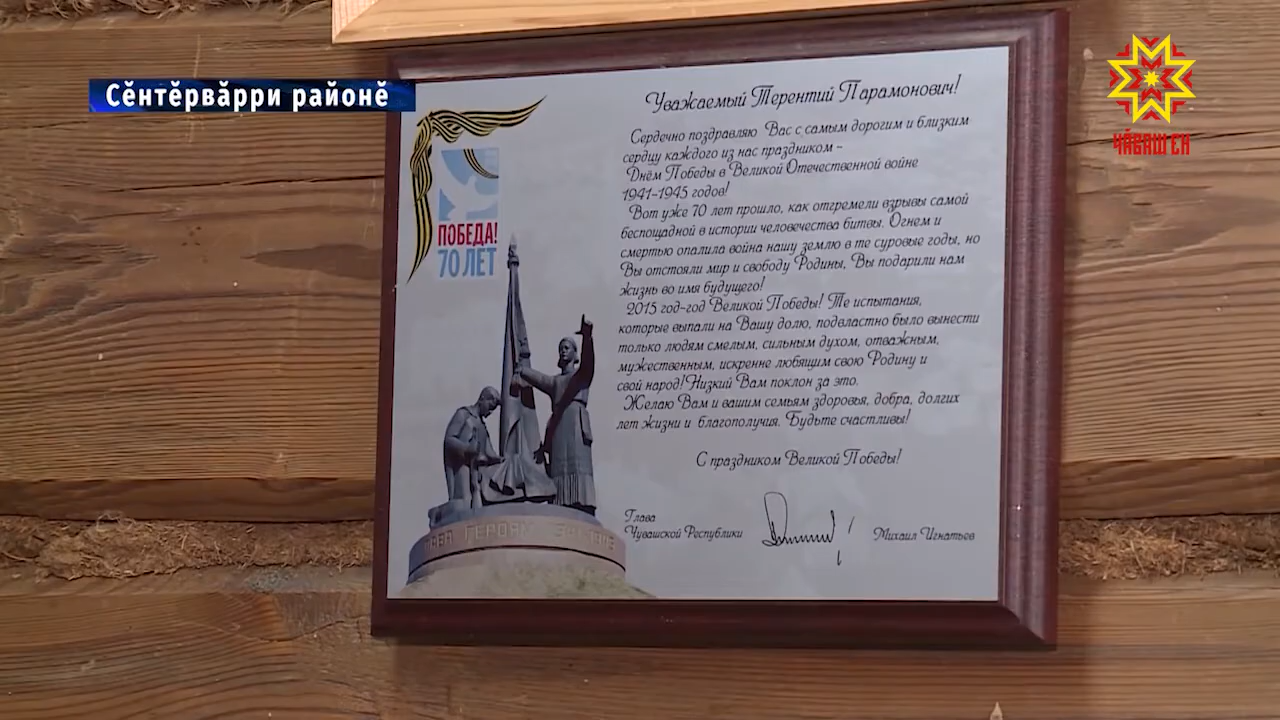 Сӗнтӗрвӑрри районӗ
ЧӐВАШ ЕН
ПОБЕДА!
70 ЛЕТ
Уважаемый Терентий Парамонович!
Сердечно поздравляю Вас с самым дорогим и близким
сердцу каждого из нас праздником –
Днём Победы в Великой Отечественной войне
1941-1945 годов!
Вот уже 70 лет прошло, как отгремели взрывы самой
беспощадной в истории человечества битвы. Огнем и
смертью опалила война нашу землю в те суровые годы, но
Вы отстояли мир и свободу Родины, Вы подарили нам
жизнь во имя будущего!
2015 год-год Великой Победы! Те испытания,
которые выпали на Вашу долю, подвластно было вынести
только людям смелым, сильным духом, отважным,
мужественным, искренне любящим свою Родину и
свой народ! Низкий Вам поклон за это.
Желаю Вам и вашим семьям здоровья, добра, долгих
лет жизни и благополучия. Будьте счастливы!
С праздником Великой Победы!
Глава
Чувашской Республики
Михаил Игнатьев
ГЕРОЯМ